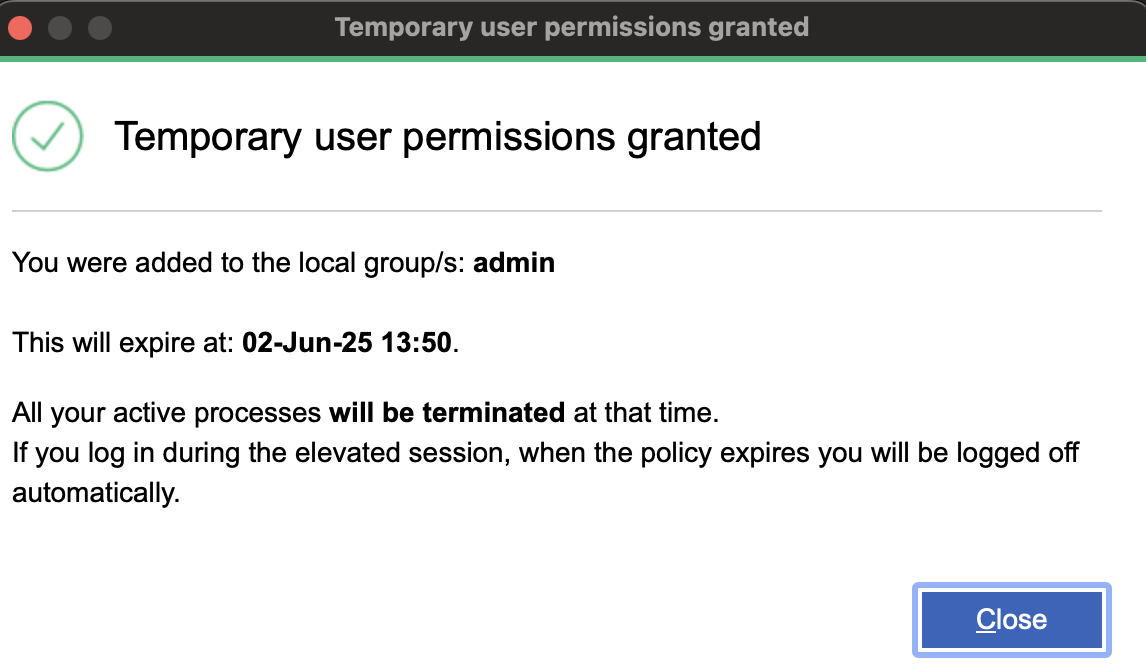 Temporary user permissions granted
Temporary user permissions granted
You were added to the local group/s: admin
This will expire at: 02-Jun-25 13:50.
All your active processes will be terminated at that time.
If you log in during the elevated session, when the policy expires you will be logged off
automatically.
Close